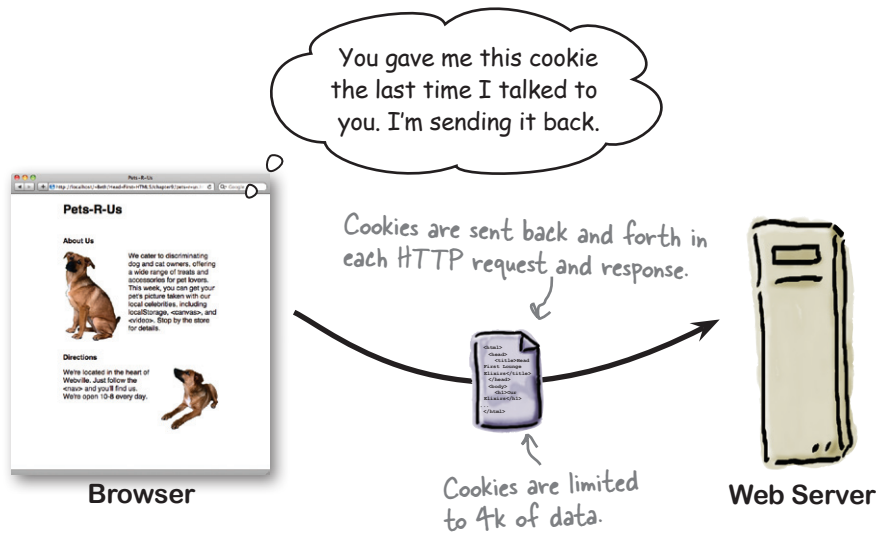 You gave me this cookie
the last time I talked to
you. I'm sending it back.
Pets-R-Us
Pets-R-Us
About Us
We cater to discriminating
dog and cat owners, offering
a wide range of treats and
accessories for pet lovers.
This week, you can get your
pet's picture taken with our
local celebrities, including
localStorage, <canvas>, and
<video>. Stop by the store
for details.
Directions
We're located in the heart of
Webville. Just follow the
<nav> and you'll find us.
We're open 10-8 every day.
Browser
Cookies are sent back and forth in
each HTTP request and response.
<html>
<head>
<title>Head
First Lounge
Elixirs</title>
</head>
<body>
<h1>Our
Elixirs</h1>
...
</html>
Cookies are limited
to 4k of data.
Web Server